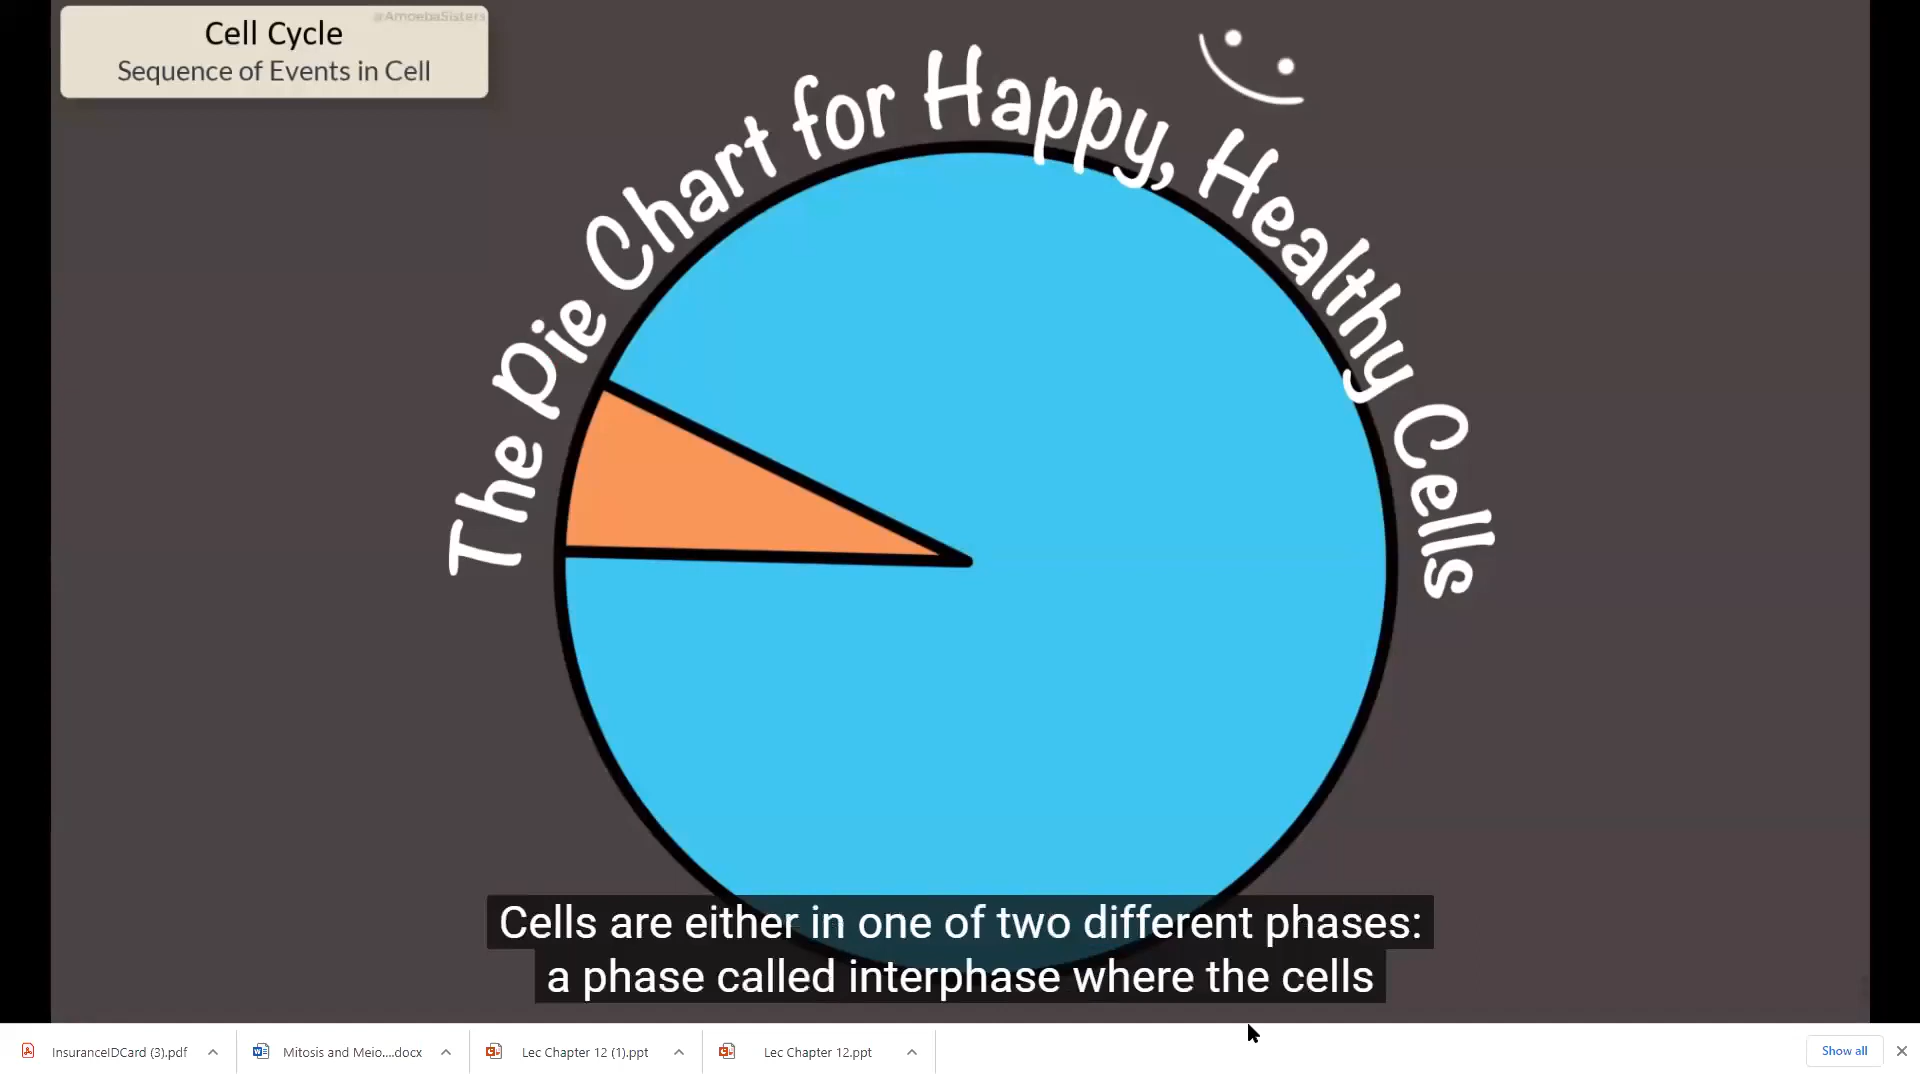 @AmoebaSisters
Cell Cycle
Sequence of Events in Cell
The Pie Chart for Happy, Healthy Cells
Cells are either in one of two different phases:
a phase called interphase where the cells
InsuranceIDCard (3).pdf
Mitosis and Meio....docx
Lec Chapter 12 (1).ppt
Lec Chapter 12.ppt
Show all